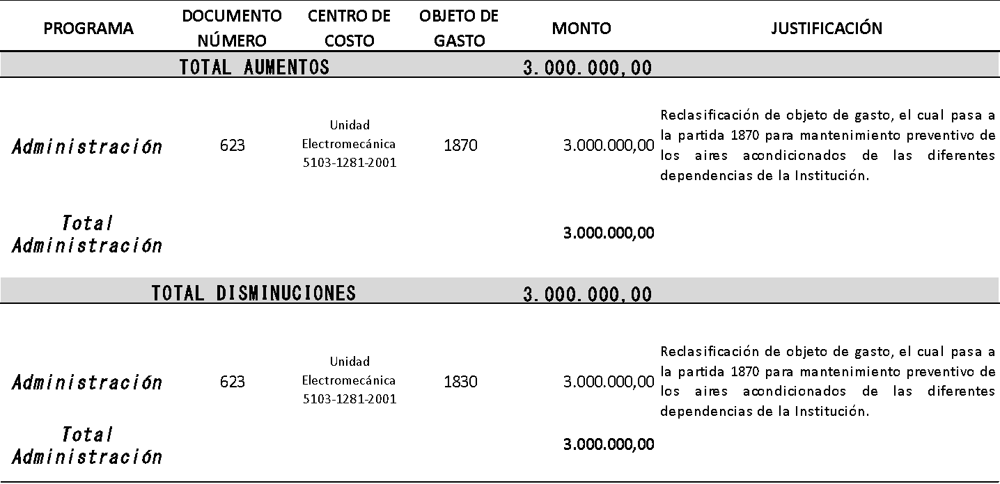 PROGRAMA DOCUMENTO NÚMERO CENTRO DE COSTO OBJETO DE GASTO MONTO JUSTIFICACIÓN
TOTAL AUMENTOS 3.000.000,00
Administración 623 Unidad Electromecánica 5103-1281-2001 1870 3.000.000,00
Reclasificación de objeto de gasto, el cual pasa a
la partida 1870 para mantenimiento preventivo de
los aires acondicionados de las diferentes
dependencias de la Institución.
Total Administración 3.000.000,00
TOTAL DISMINUCIONES 3.000.000,00
Administración 623 Unidad Electromecánica 5103-1281-2001 1830 3.000.000,00
Reclasificación de objeto de gasto, el cual pasa a
la partida 1870 para mantenimiento preventivo de
los aires acondicionados de las diferentes
dependencias de la Institución.
Total Administración 3.000.000,00